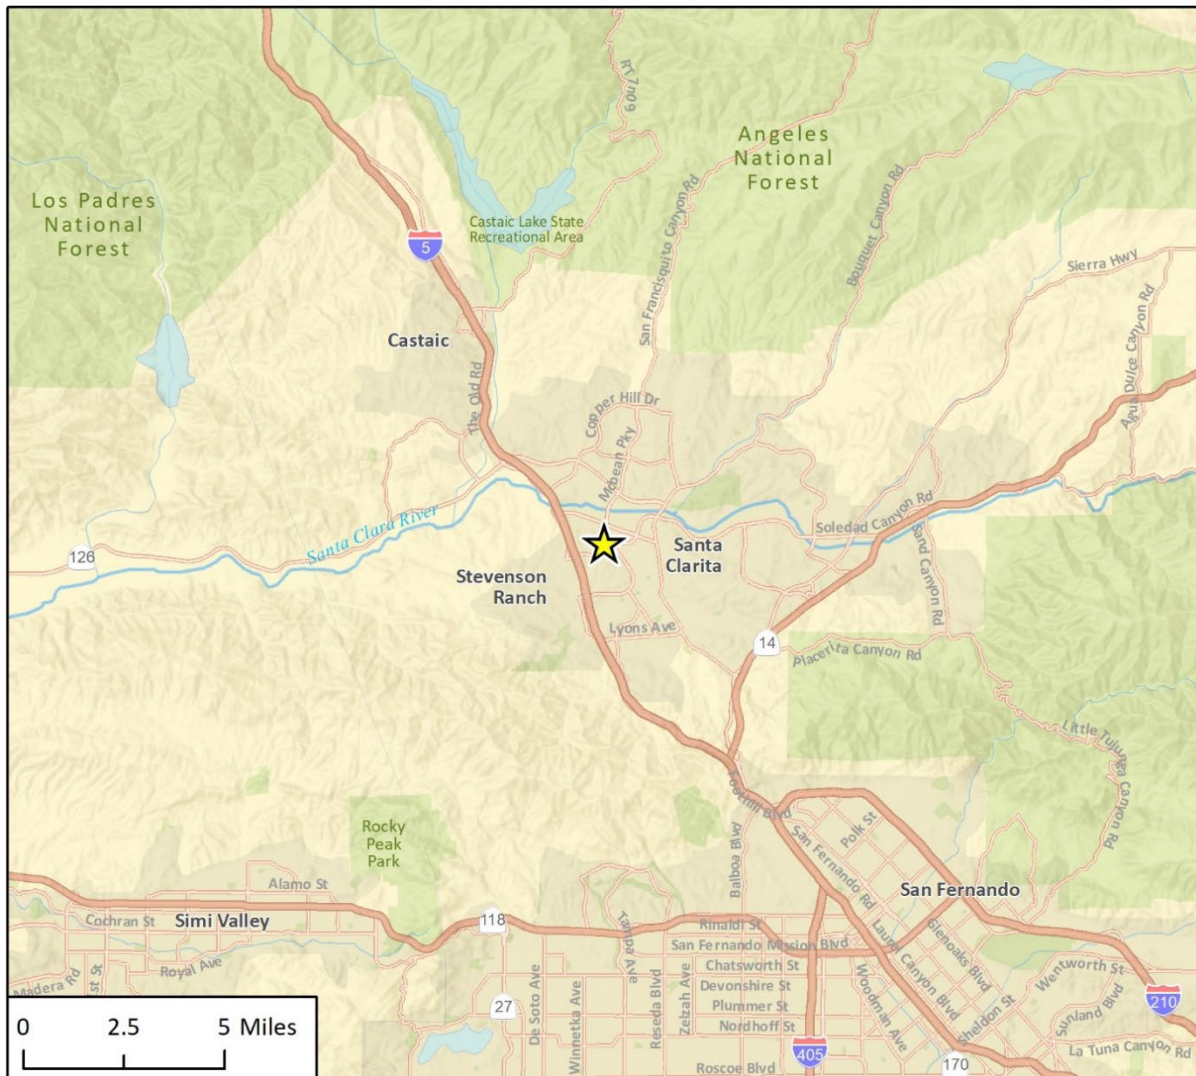 RT 7n09
Angeles
National
Forest
Los Padres
National
Forest
Castaic Lake State
Recreational Area
5
San Francisquito Canyon Rd
Bouquet Canyon Rd
Sierra Hwy
Agua Dulce Canyon Rd
Castaic
The Old Rd
Copper Hill Dr
Mcbean Pky
Soledad Canyon Rd
Santa Clara River
126
Santa
Clarita
Sand Canyon Rd
Stevenson
Ranch
Lyons Ave
14
Placerita Canyon Rd
Little Tujunga Canyon Rd
Foothill Blvd
Rocky
Peak
Park
Balboa Blvd
San Fernando Rd
Polk St
San Fernando
Alamo St
Cochran St
Simi Valley
118
Tampa Ave
Rinaldi St
San Fernando Mission Blvd
Laurel Canyon Blvd
Glenoaks Blvd
Royal Ave
Madera Rd
st St
Chatsworth St
Devonshire St
Plummer St
Nordhoff St
Roscoe Blvd
27
De Soto Ave
Winnetka Ave
Reseda Blvd
Zelzah Ave
Woodman Ave
Sheldon St
Wentworth St
Sunland Blvd
210
La Tuna Canyon Rd
405
170
0 2.5 5 Miles